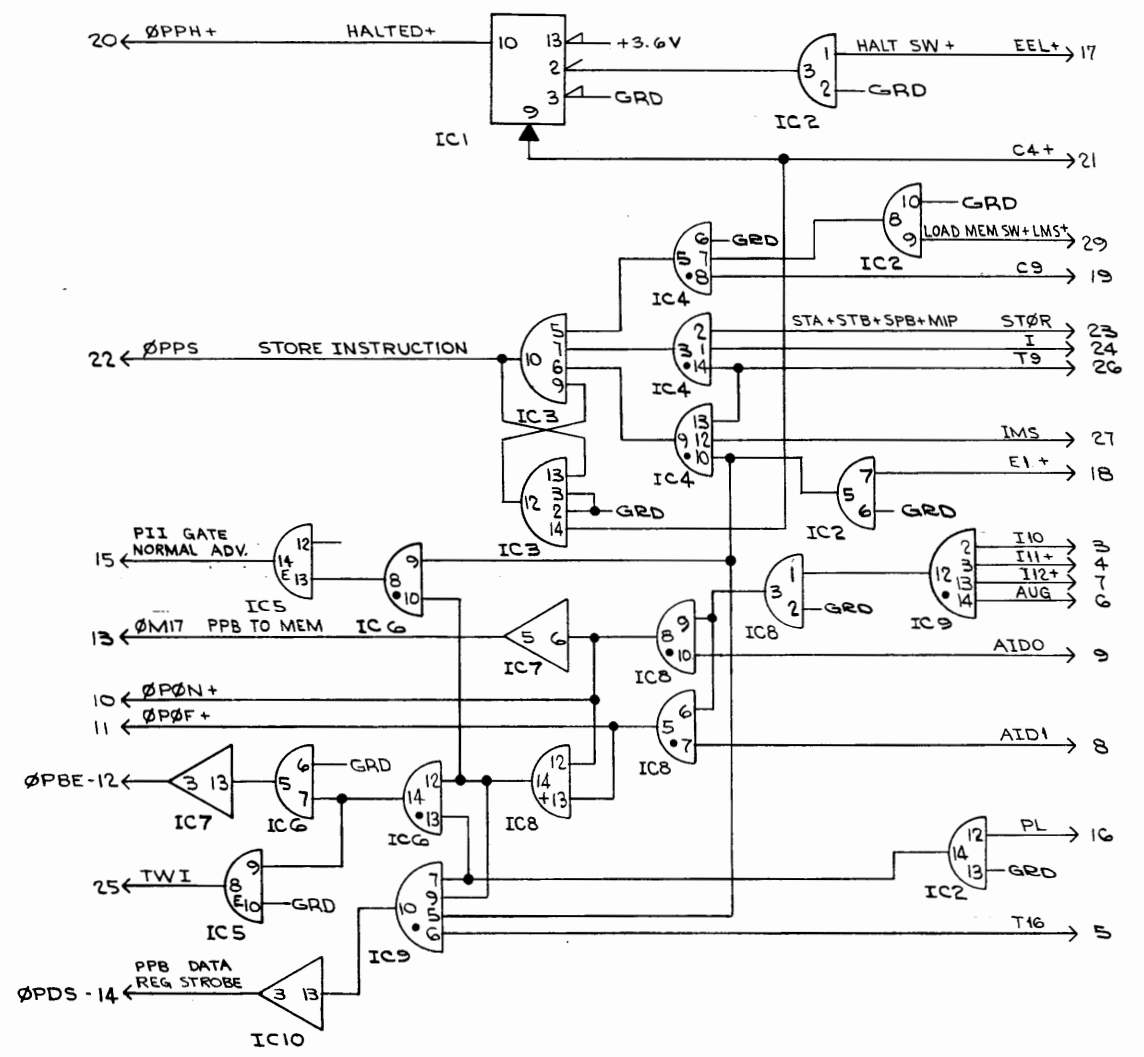 20 ØPPH+ HALTED+ 10 13 +3.6V
2 3 1 HALT SW + EEL+ 17
3 GRD 2 GRD
9 IC1 IC2
C4+ 21
10 GRD
8
9 LOAD MEM SW+LMS+ 29
IC2
6 GRD
5 7
8 C9 19
IC4
22 ØPPS STORE INSTRUCTION
5
10 1
6
9
IC3
2 STA+STB+SPB+MIP STØR 23
3 1 I 24
14 T9 26
IC4
13
9 12 IMS 27
10
IC4
7 E1+ 18
5
6 GRD
IC2
13
12 3
2 GRD
14
IC3
15 PII GATE
NORMAL ADV.
12
14
E 13
IC5
9
8
10
IC6
2 I10 3
3 I11+ 4
12 13 I12+ 7
14 AUG 6
IC9
1
3
2 GRD
IC8
13 ØM17 PPB TO MEM 5 6
IC7
9
8
10 AID0 9
IC8
10 ØPØN+
11 ØPØF+
6
5
7 AID1 8
IC8
ØPBE-12 3 13
IC7
6 GRD
5
7
IC6
12
14
13
IC6
12
14
+13
IC8
25 TWI
9
8
E10 GRD
IC5
12 PL 16
14
13 GRD
IC2
7
9
10 5
6 T16 5
IC9
ØPDS-14 PPB DATA
REG STROBE
3 13
IC10